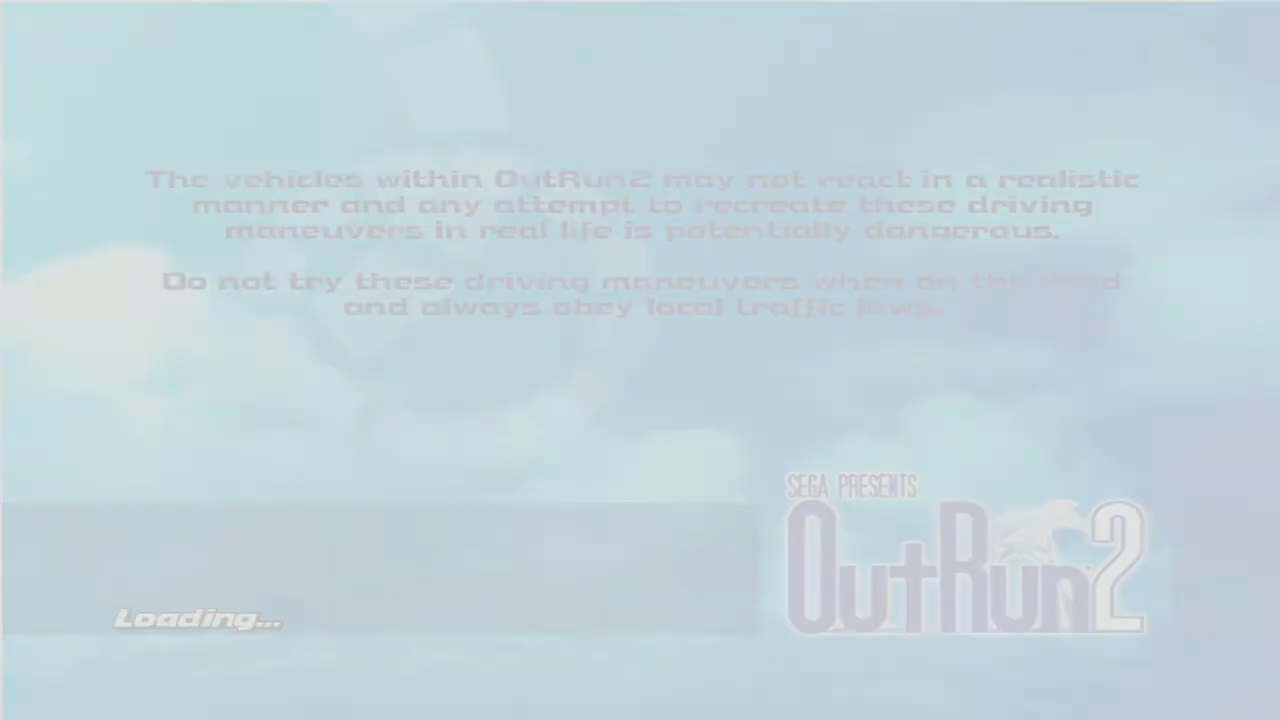 The vehicles within OutRun2 may not react in a realistic
manner and any attempt to recreate these driving
maneuvers in real life is potentially dangerous.
Do not try these driving maneuvers when on the road
and always obey local traffic laws.
SEGA PRESENTS
OutRun2
Loading...